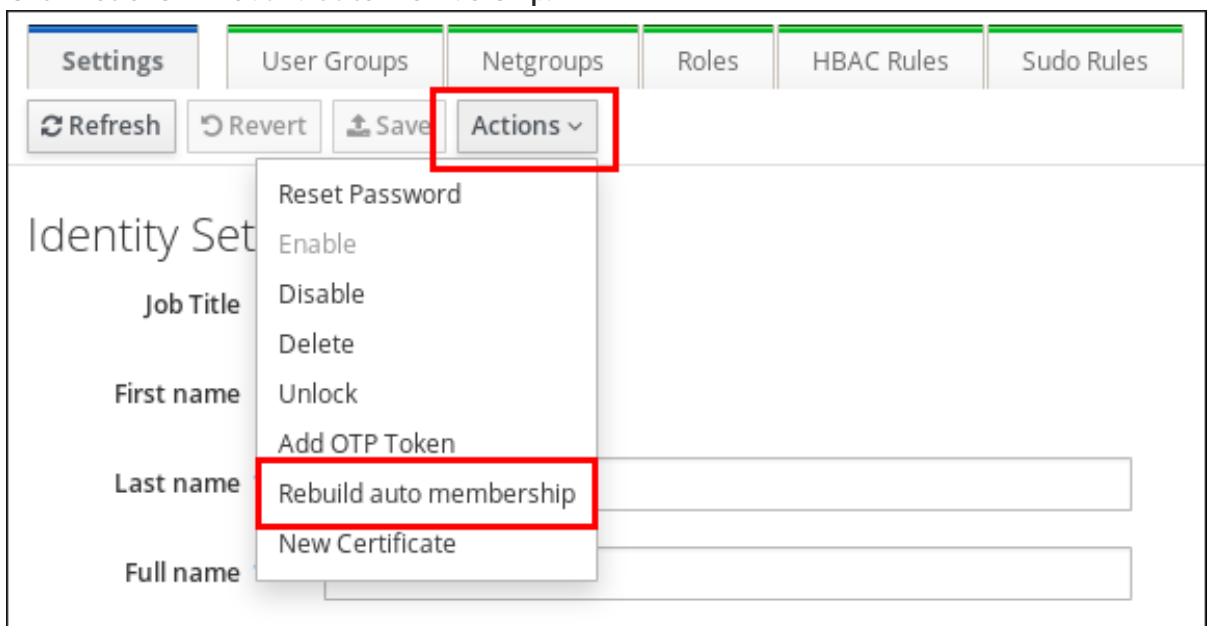 Settings User Groups Netgroups Roles HBAC Rules Sudo Rules
Refresh Revert Save Actions
Reset Password
Identity Set
Enable
Job Title Disable
Delete
First name Unlock
Add OTP Token
Last name Rebuild auto membership
New Certificate
Full name